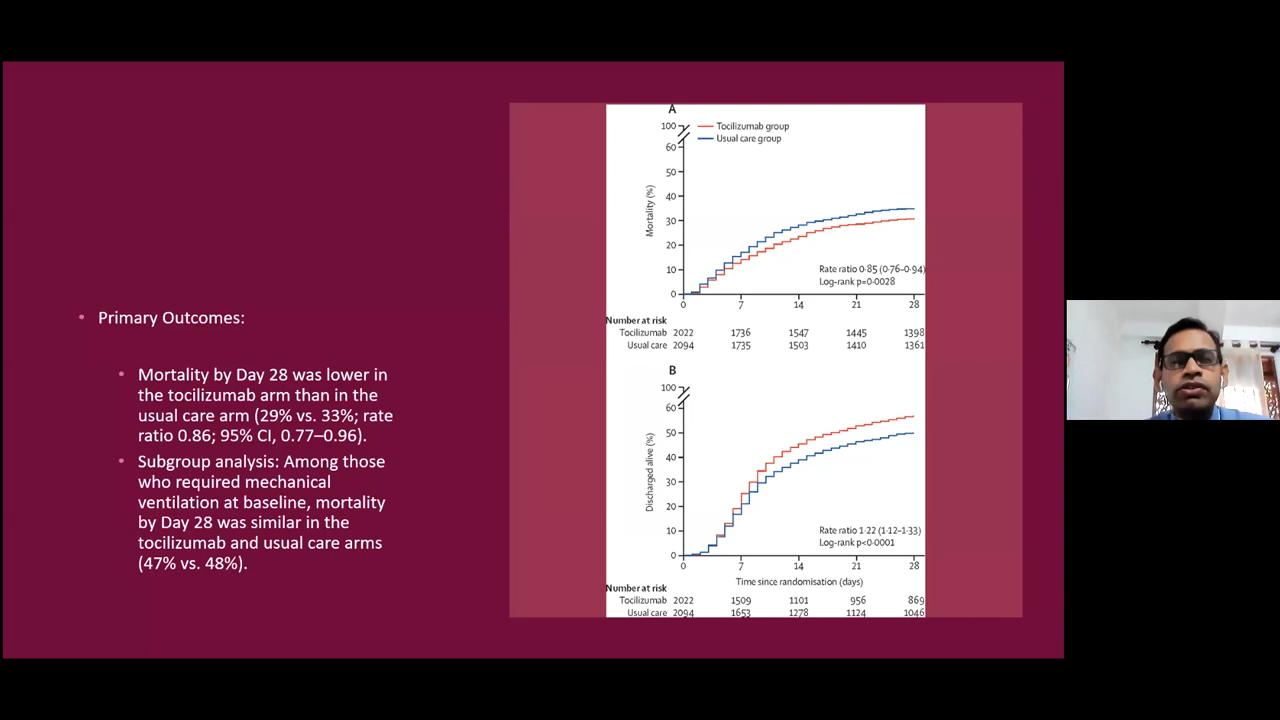 • Primary Outcomes:
• Mortality by Day 28 was lower in
the tocilizumab arm than in the
usual care arm (29% vs. 33%; rate
ratio 0.86; 95% CI, 0.77–0.96).
• Subgroup analysis: Among those
who required mechanical
ventilation at baseline, mortality
by Day 28 was similar in the
tocilizumab and usual care arms
(47% vs. 48%).
A
Tocilizumab group
Usual care group
100
60
50
40
30
20
10
0
Mortality (%)
Rate ratio 0·85 (0·76–0·94)
Log-rank p=0·0028
0 7 14 21 28
Number at risk
Tocilizumab 2022 1736 1547 1445 1398
Usual care 2094 1735 1503 1410 1361
B
100
60
50
40
30
20
10
0
Discharged alive (%)
Rate ratio 1·22 (1·12–1·33)
Log-rank p<0·0001
0 7 14 21 28
Time since randomisation (days)
Number at risk
Tocilizumab 2022 1509 1101 956 869
Usual care 2094 1653 1278 1124 1046